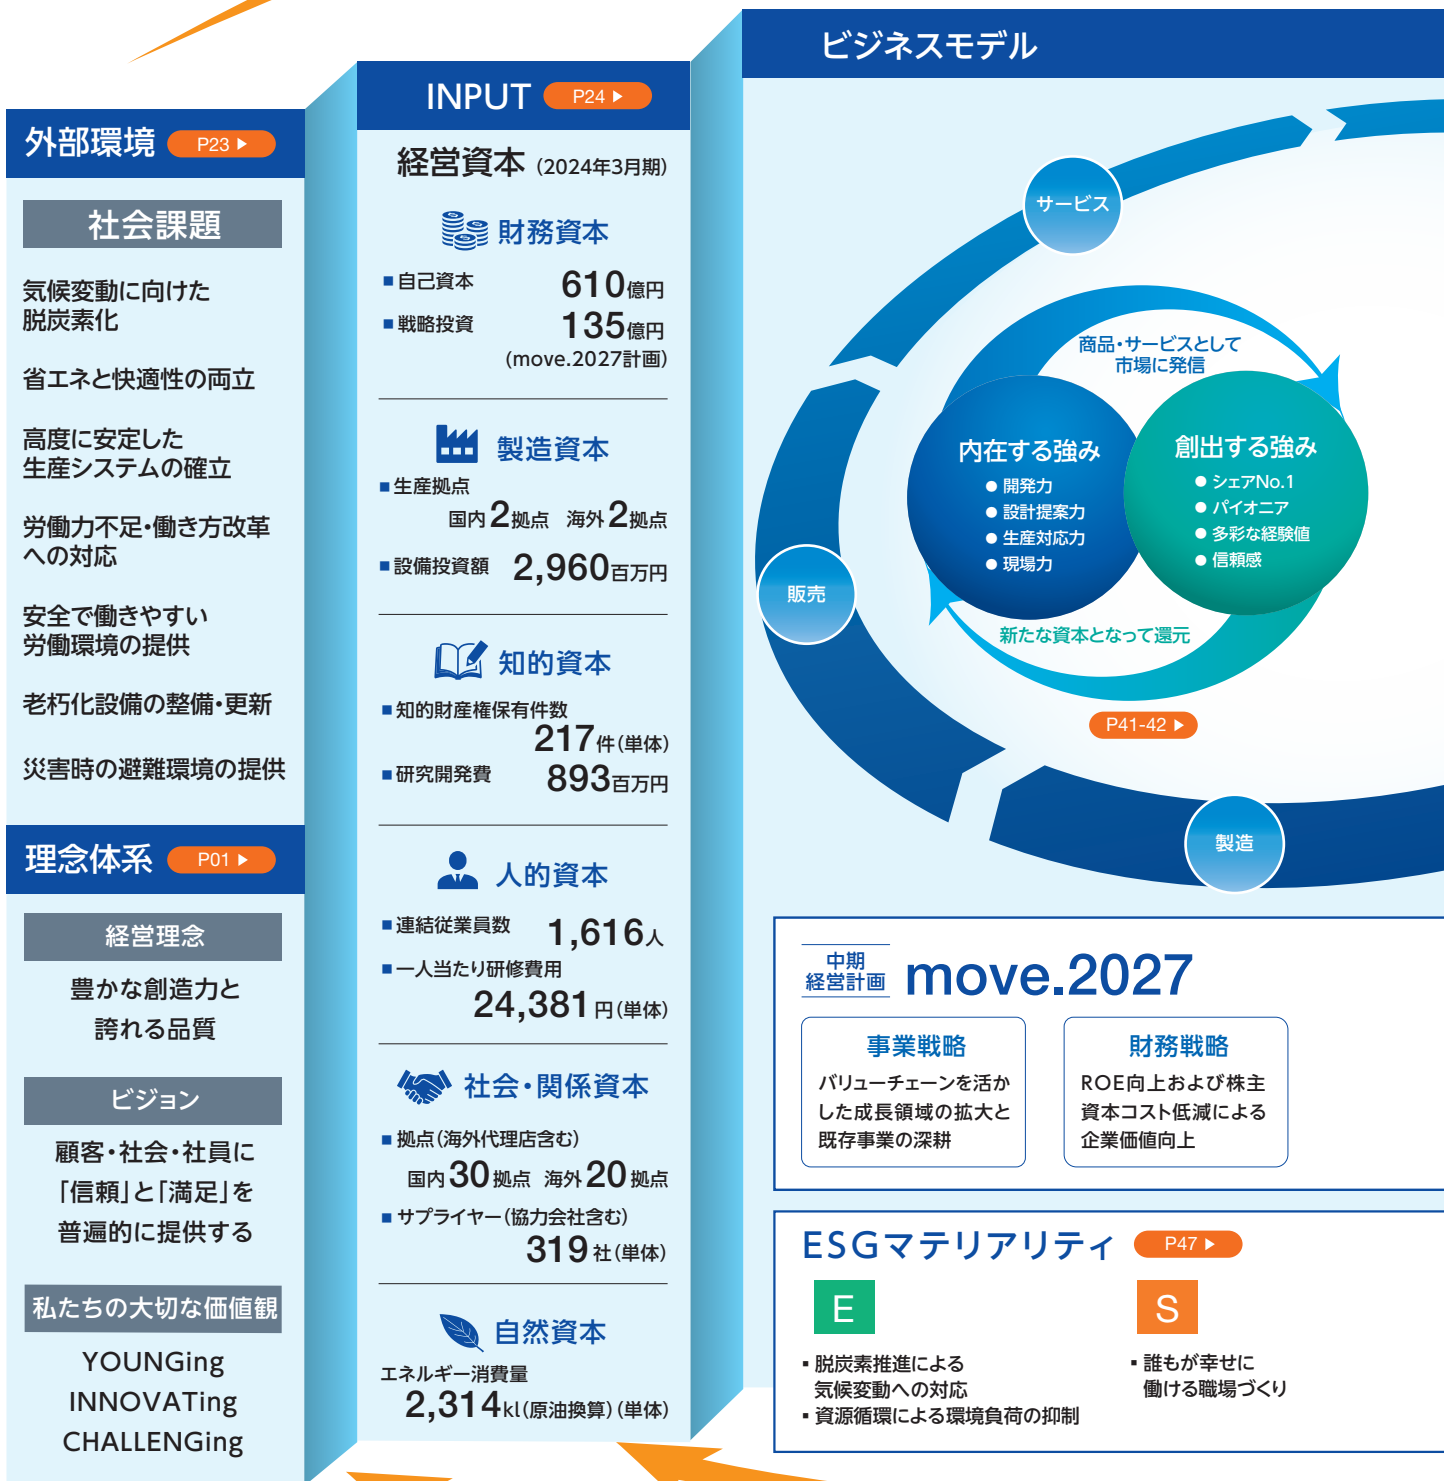 外部環境 P23
社会課題
気候変動に向けた
脱炭素化
省エネと快適性の両立
高度に安定した
生産システムの確立
労働力不足・働き方改革
への対応
安全で働きやすい
労働環境の提供
老朽化設備の整備・更新
災害時の避難環境の提供
理念体系 P01
経営理念
豊かな創造力と
誇れる品質
ビジョン
顧客・社会・社員に
「信頼」と「満足」を
普遍的に提供する
私たちの大切な価値観
YOUNGing
INNOVATing
CHALLENGing
INPUT P24
経営資本(2024年3月期)
財務資本
■自己資本 610億円
■戦略投資 135億円
(move.2027計画)
製造資本
■生産拠点
国内2拠点 海外2拠点
■設備投資額 2,960百万円
知的資本
■知的財産権保有件数
217件(単体)
■研究開発費 893百万円
人的資本
■連結従業員数 1,616人
■一人当たり研修費用
24,381円(単体)
社会・関係資本
■拠点(海外代理店含む)
国内30拠点 海外20拠点
■サプライヤー(協力会社含む)
319社(単体)
自然資本
エネルギー消費量
2,314kl(原油換算)(単体)
ビジネスモデル
サービス
商品・サービスとして
市場に発信
内在する強み
●開発力
●設計提案力
●生産対応力
●現場力
創出する強み
●シェアNo.1
●パイオニア
●多彩な経験値
●信頼感
販売
新たな資本となって還元
P41-42
製造
中期
経営計画 move.2027
事業戦略
バリューチェーンを活か
した成長領域の拡大と
既存事業の深耕
財務戦略
ROE向上および株主
資本コスト低減による
企業価値向上
ESGマテリアリティ P47
E
▪脱炭素推進による
気候変動への対応
▪資源循環による環境負荷の抑制
S
▪誰もが幸せに
働ける職場づくり